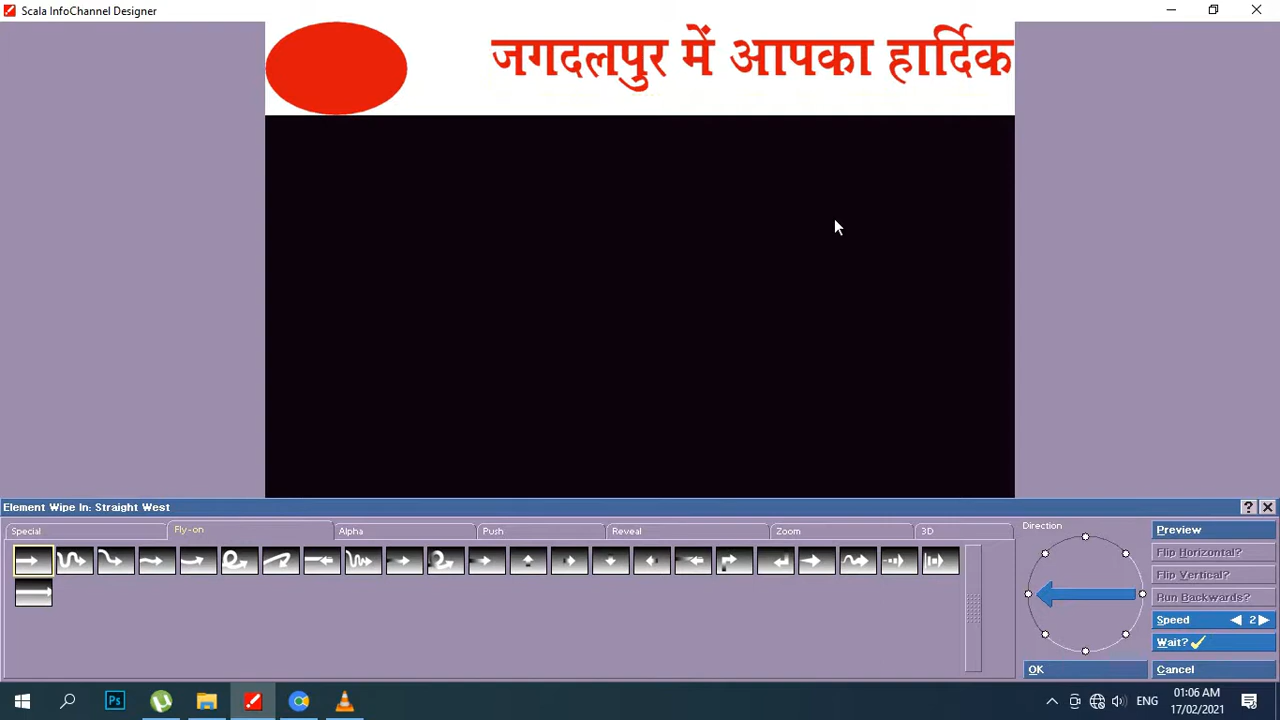 Scala InfoChannel Designer
जगदलपुर में आपका हार्दिक
Element Wipe In: Straight West
?
Special
Fly-on
Alpha
Push
Reveal
Zoom
3D
Direction
Preview
Flip Horizontal?
Flip Vertical?
Run Backwards?
Speed 2
Wait?
OK
Cancel
Ps
ENG
01:06 AM
17/02/2021